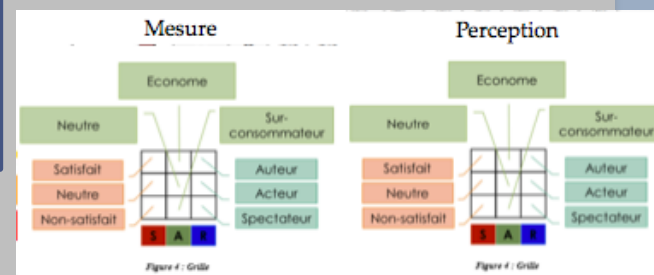 Mesure
Econome
Neutre
Sur-
consommateur
Satisfait
Neutre
Non-satisfait
Auteur
Acteur
Spectateur
S A R
Figure 4 : Grille
Perception
Econome
Neutre
Sur-
consommateur
Satisfait
Neutre
Non-satisfait
Auteur
Acteur
Spectateur
S A R
Figure 4 : Grille